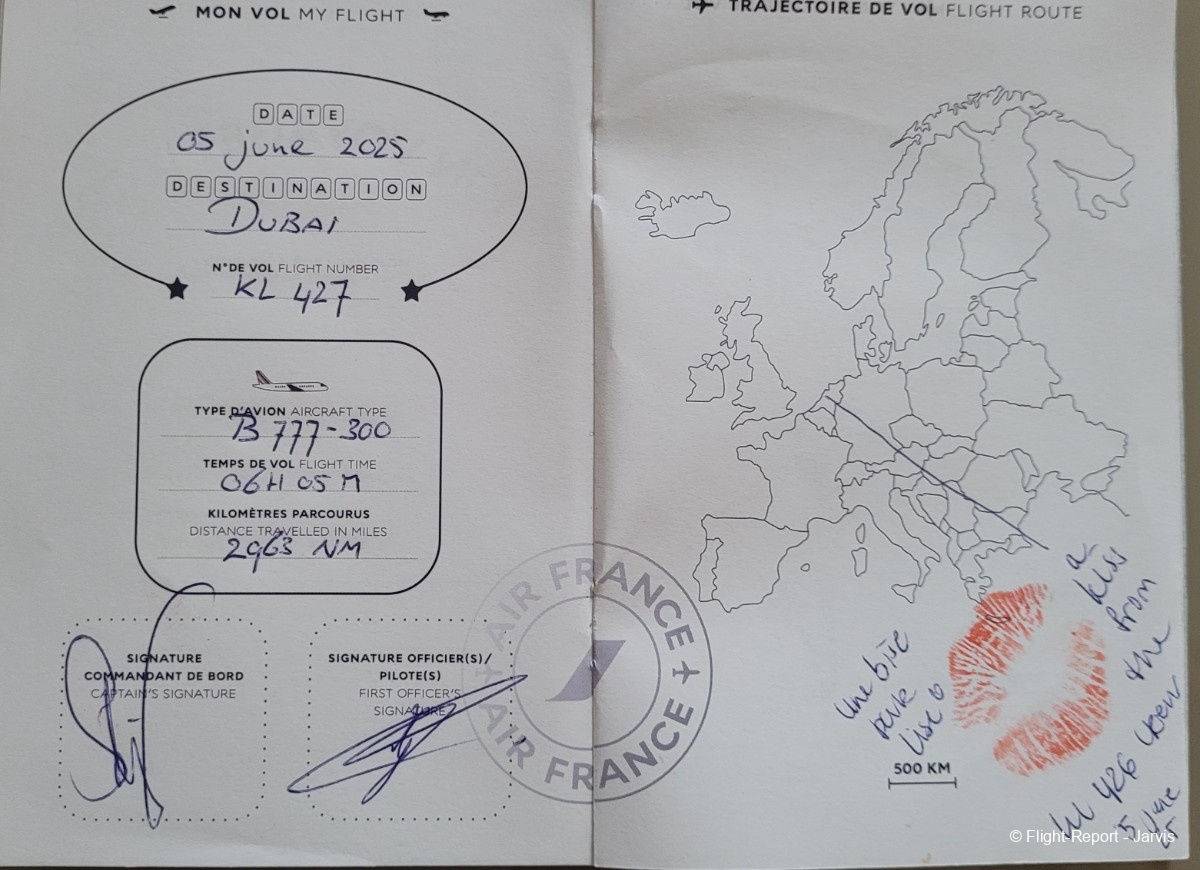 MON VOL MY FLIGHT
DATE
05 june 2025
DESTINATION
DUBAI
N°DE VOL FLIGHT NUMBER
KL 427
TYPE D'AVION AIRCRAFT TYPE
B 777-300
TEMPS DE VOL FLIGHT TIME
06H 05 M
KILOMÈTRES PARCOURUS
DISTANCE TRAVELLED IN MILES
2963 NM
SIGNATURE
COMMANDANT DE BORD
CAPTAIN'S SIGNATURE
SIGNATURE OFFICIER(S)/
PILOTE(S)
FIRST OFFICER'S
SIGNATURE
AIR FRANCE
AIR FRANCE
TRAJECTOIRE DE VOL FLIGHT ROUTE
a
kiss
from
the
426
5 June
Une bise
Lise
500 KM
© Flight-Report - Jarvis